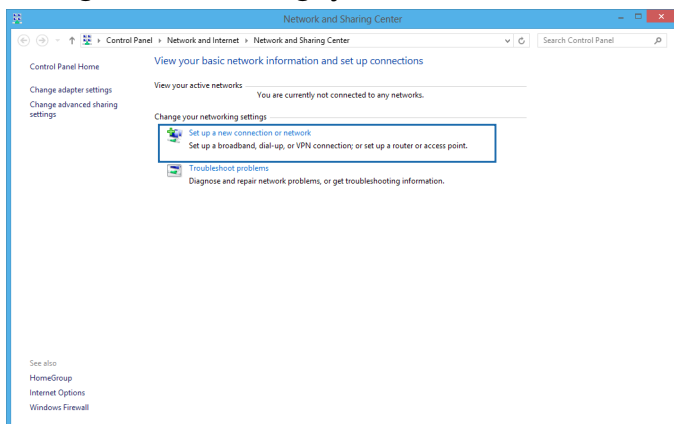 Network and Sharing Center
Control Panel Network and Internet Network and Sharing Center
Search Control Panel
Control Panel Home
Change adapter settings
Change advanced sharing
settings
View your basic network information and set up connections
View your active networks
You are currently not connected to any networks.
Change your networking settings
Set up a new connection or network
Set up a broadband, dial-up, or VPN connection; or set up a router or access point.
Troubleshoot problems
Diagnose and repair network problems, or get troubleshooting information.
See also
HomeGroup
Internet Options
Windows Firewall